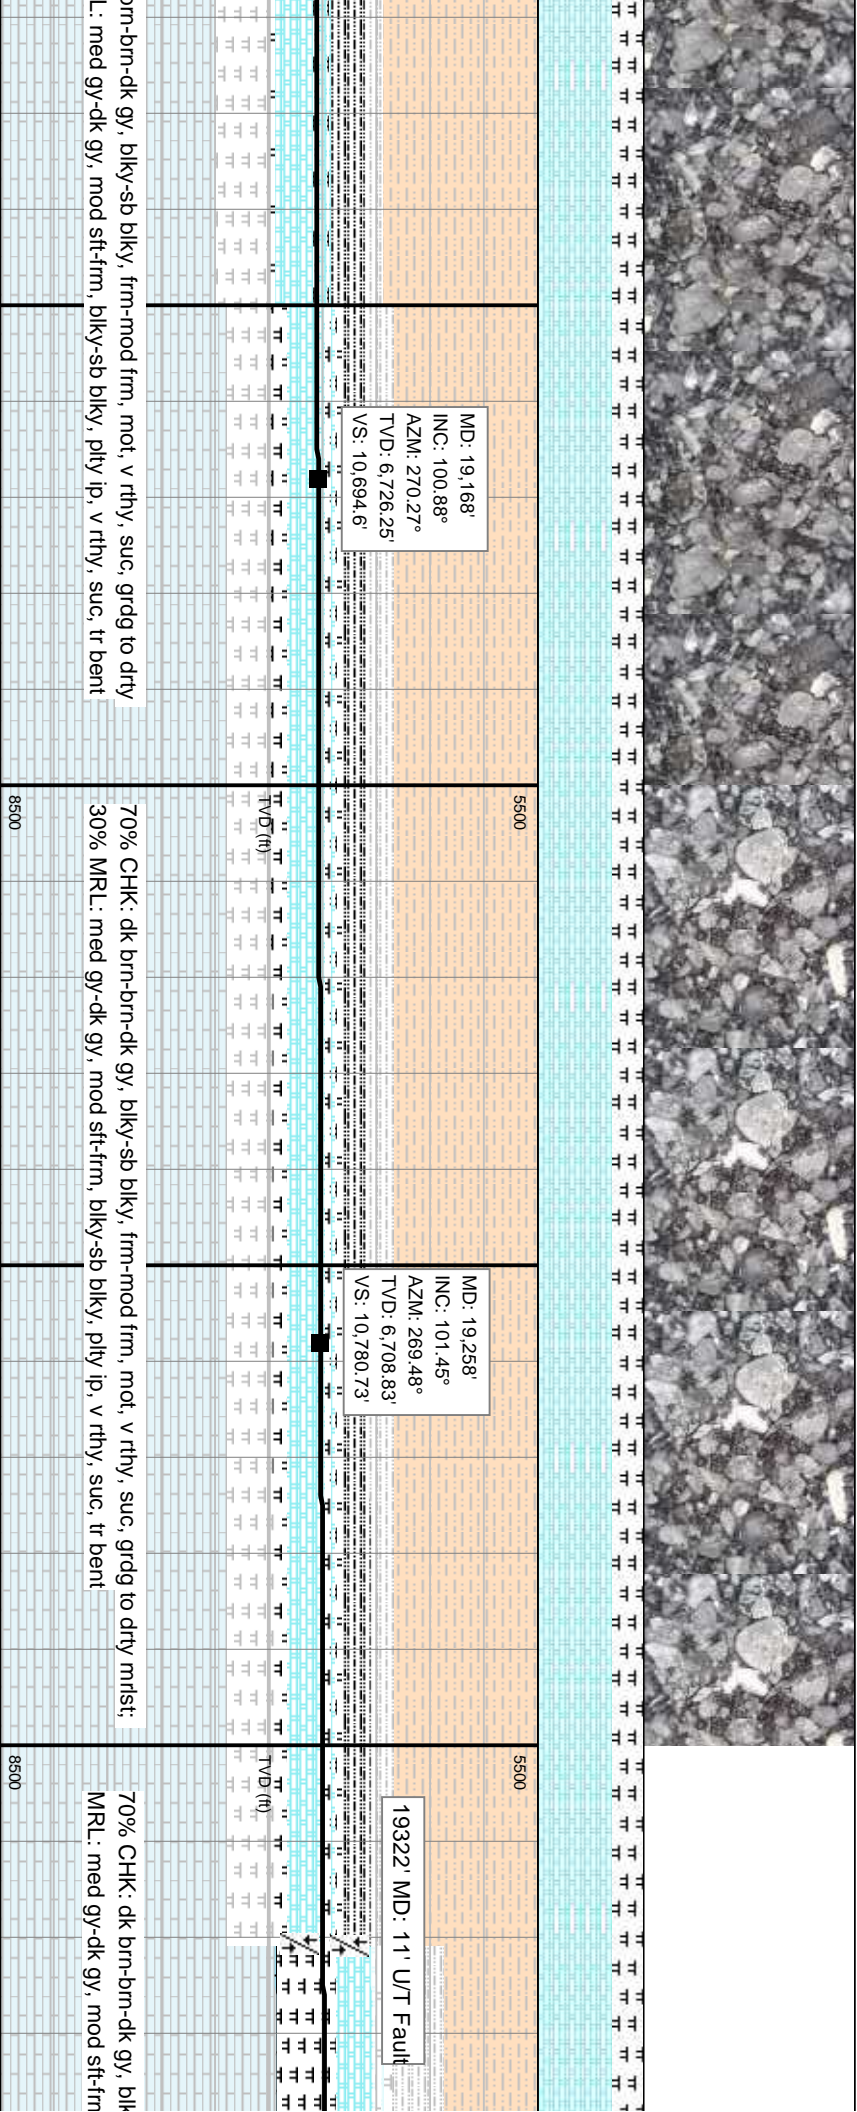 MD: 19,168'
INC: 100.88°
AZM: 270.27°
TVD: 6,726.25'
VS: 10,694.6'
orn-brn-dk gy, blky-sb blky, frm-mod frm, mot, v rthy, suc, grdg to drty
L: med gy-dk gy, mod sft-frm, blky-sb blky, plty ip, v rthy, suc, tr bent
5500
TVD (ft)
8500
70% CHK: dk brn-brn-dk gy, blky-sb blky, frm-mod frm, mot, v rthy, suc, grdg to drty mrlst;
30% MRL: med gy-dk gy, mod sft-frm, blky-sb blky, plty ip, v rthy, suc, tr bent
MD: 19,258'
INC: 101.45°
AZM: 269.48°
TVD: 6,708.83'
VS: 10,780.73'
5500
TVD (ft)
8500
19322' MD: 11' U/T Fault
70% CHK: dk brn-brn-dk gy, blk
MRL: med gy-dk gy, mod sft-frm